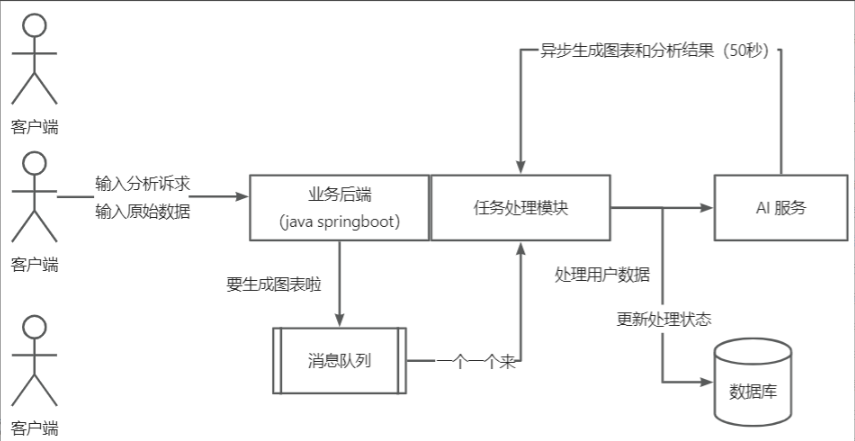 异步生成图表和分析结果（50秒）
客户端
输入分析诉求
输入原始数据
业务后端
（java springboot）
任务处理模块
AI 服务
客户端
要生成图表啦
处理用户数据
更新处理状态
消息队列
一个一个来
数据库
客户端